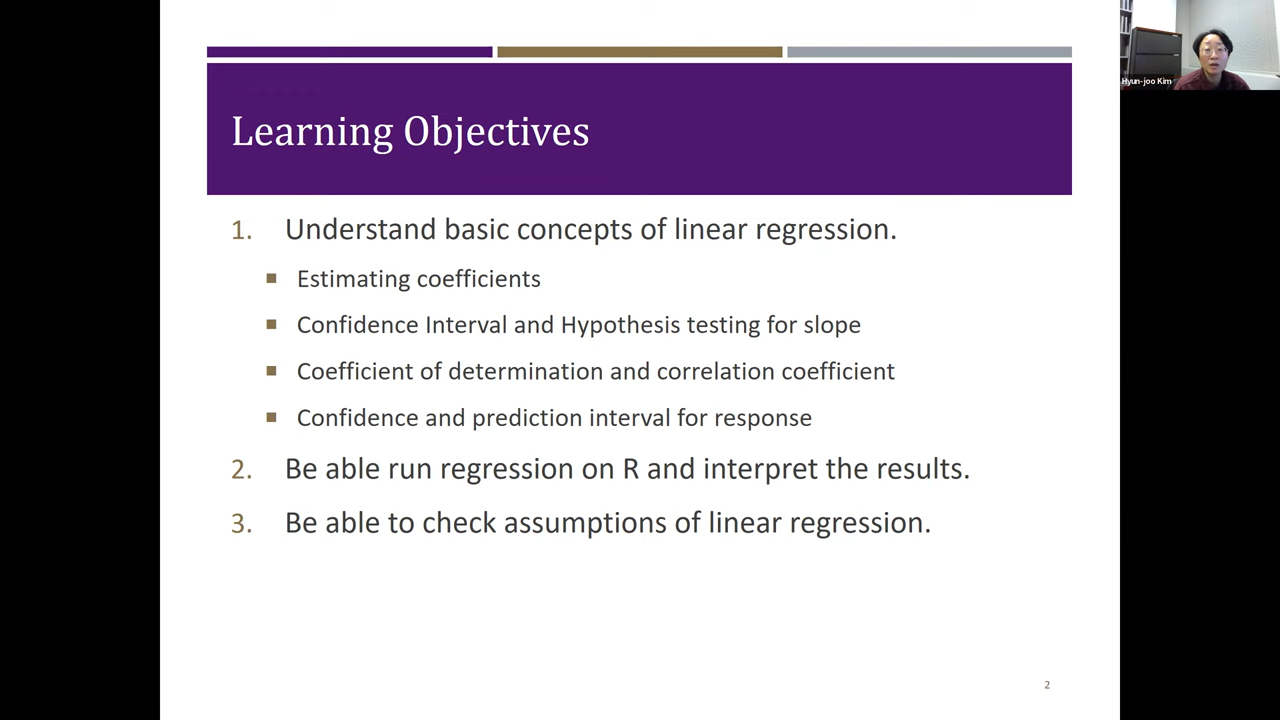 Hyun-joo Kim
Learning Objectives
1. Understand basic concepts of linear regression.
■ Estimating coefficients
■ Confidence Interval and Hypothesis testing for slope
■ Coefficient of determination and correlation coefficient
■ Confidence and prediction interval for response
2. Be able run regression on R and interpret the results.
3. Be able to check assumptions of linear regression.
2